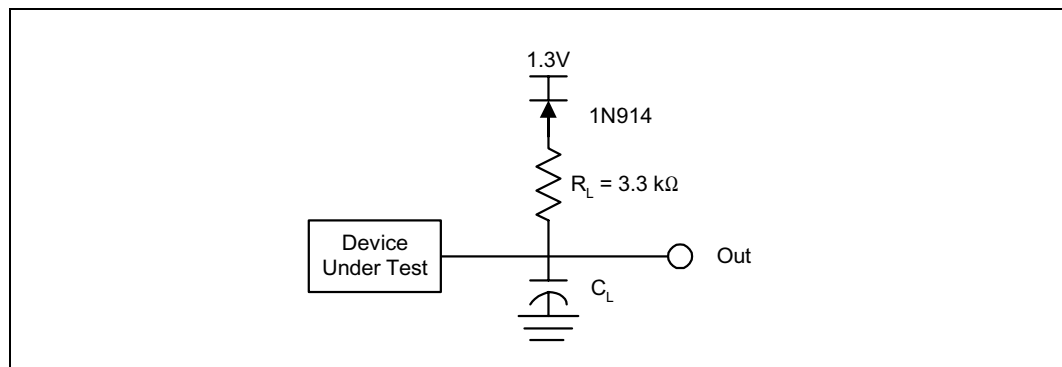 1.3V
1N914
R_L = 3.3 kΩ
Device
Under Test
Out
C_L